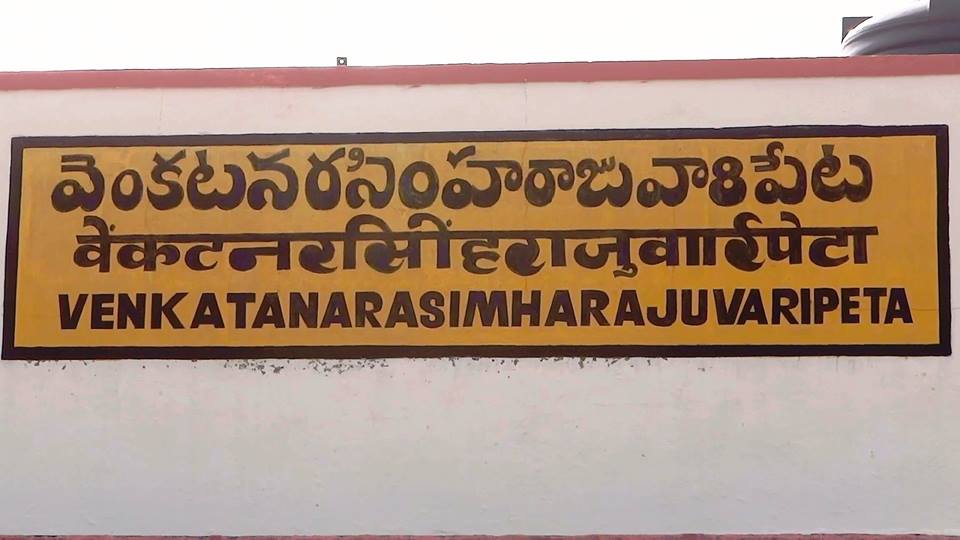 వెంకటనరసింహరాజువారిపేట
वेंकटनरसिंहराजुवारिपेटा
VENKATANARASIMHARAJUVARIPETA